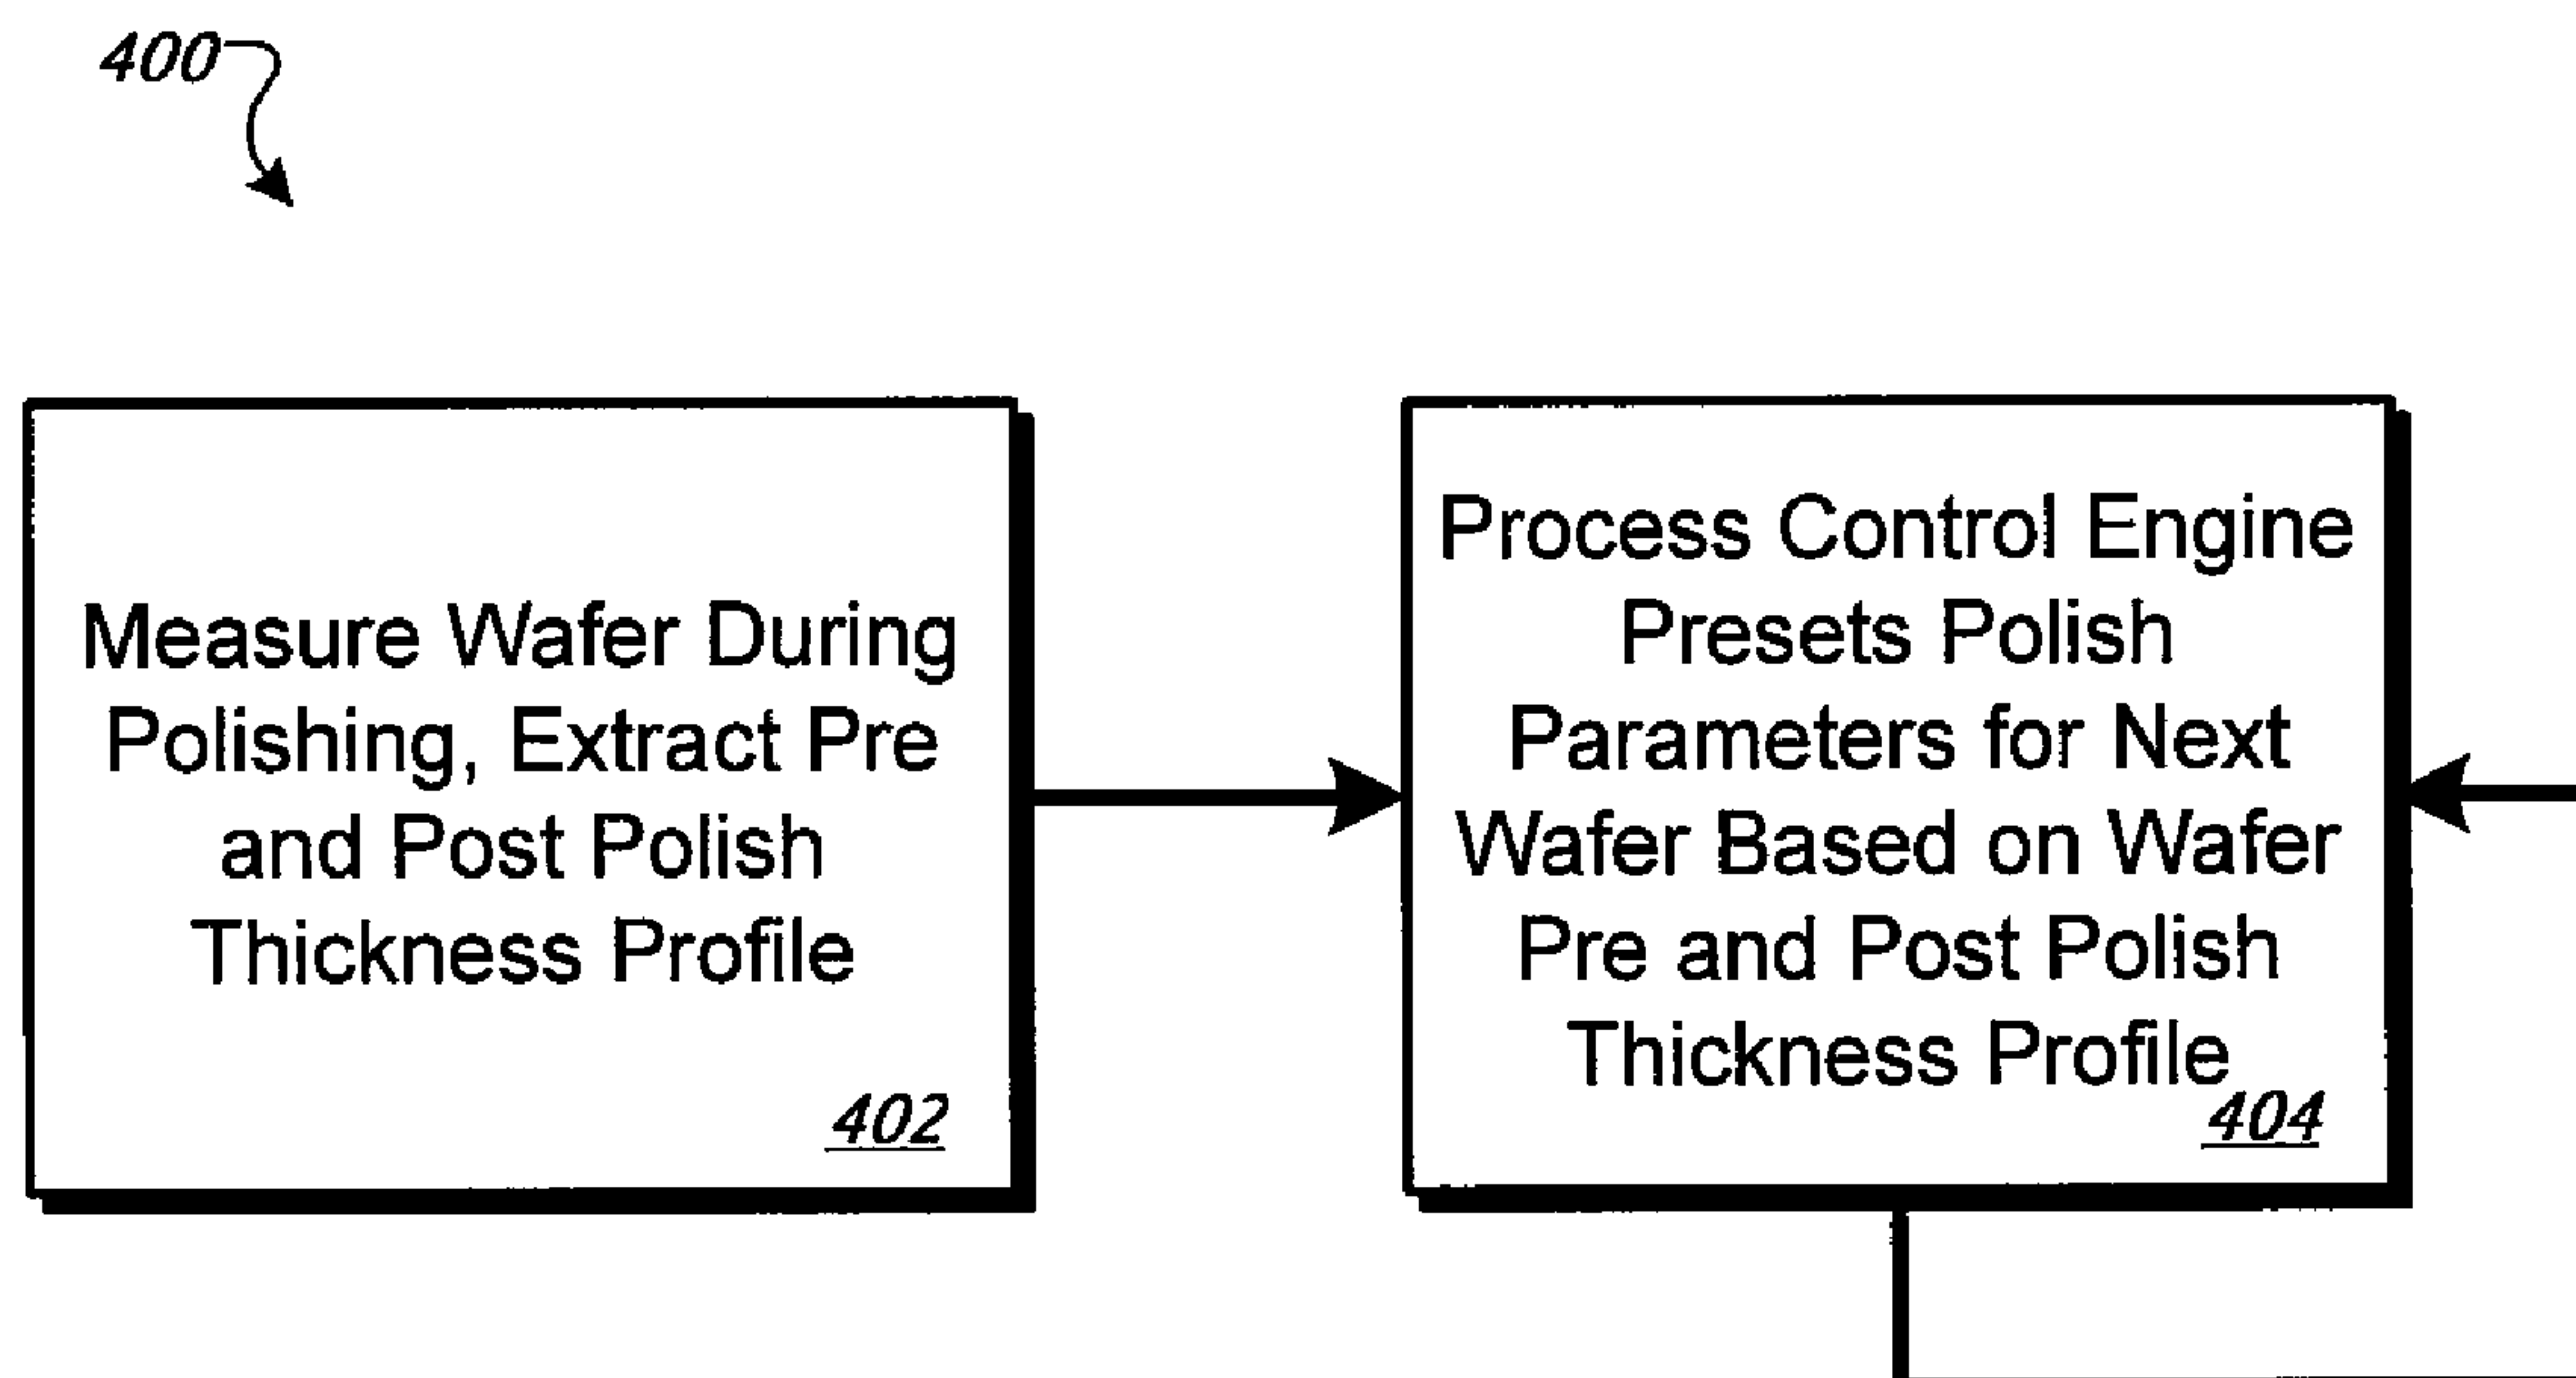 400
Measure Wafer During
Polishing, Extract Pre
and Post Polish
Thickness Profile
402
Process Control Engine
Presets Polish
Parameters for Next
Wafer Based on Wafer
Pre and Post Polish
Thickness Profile
404